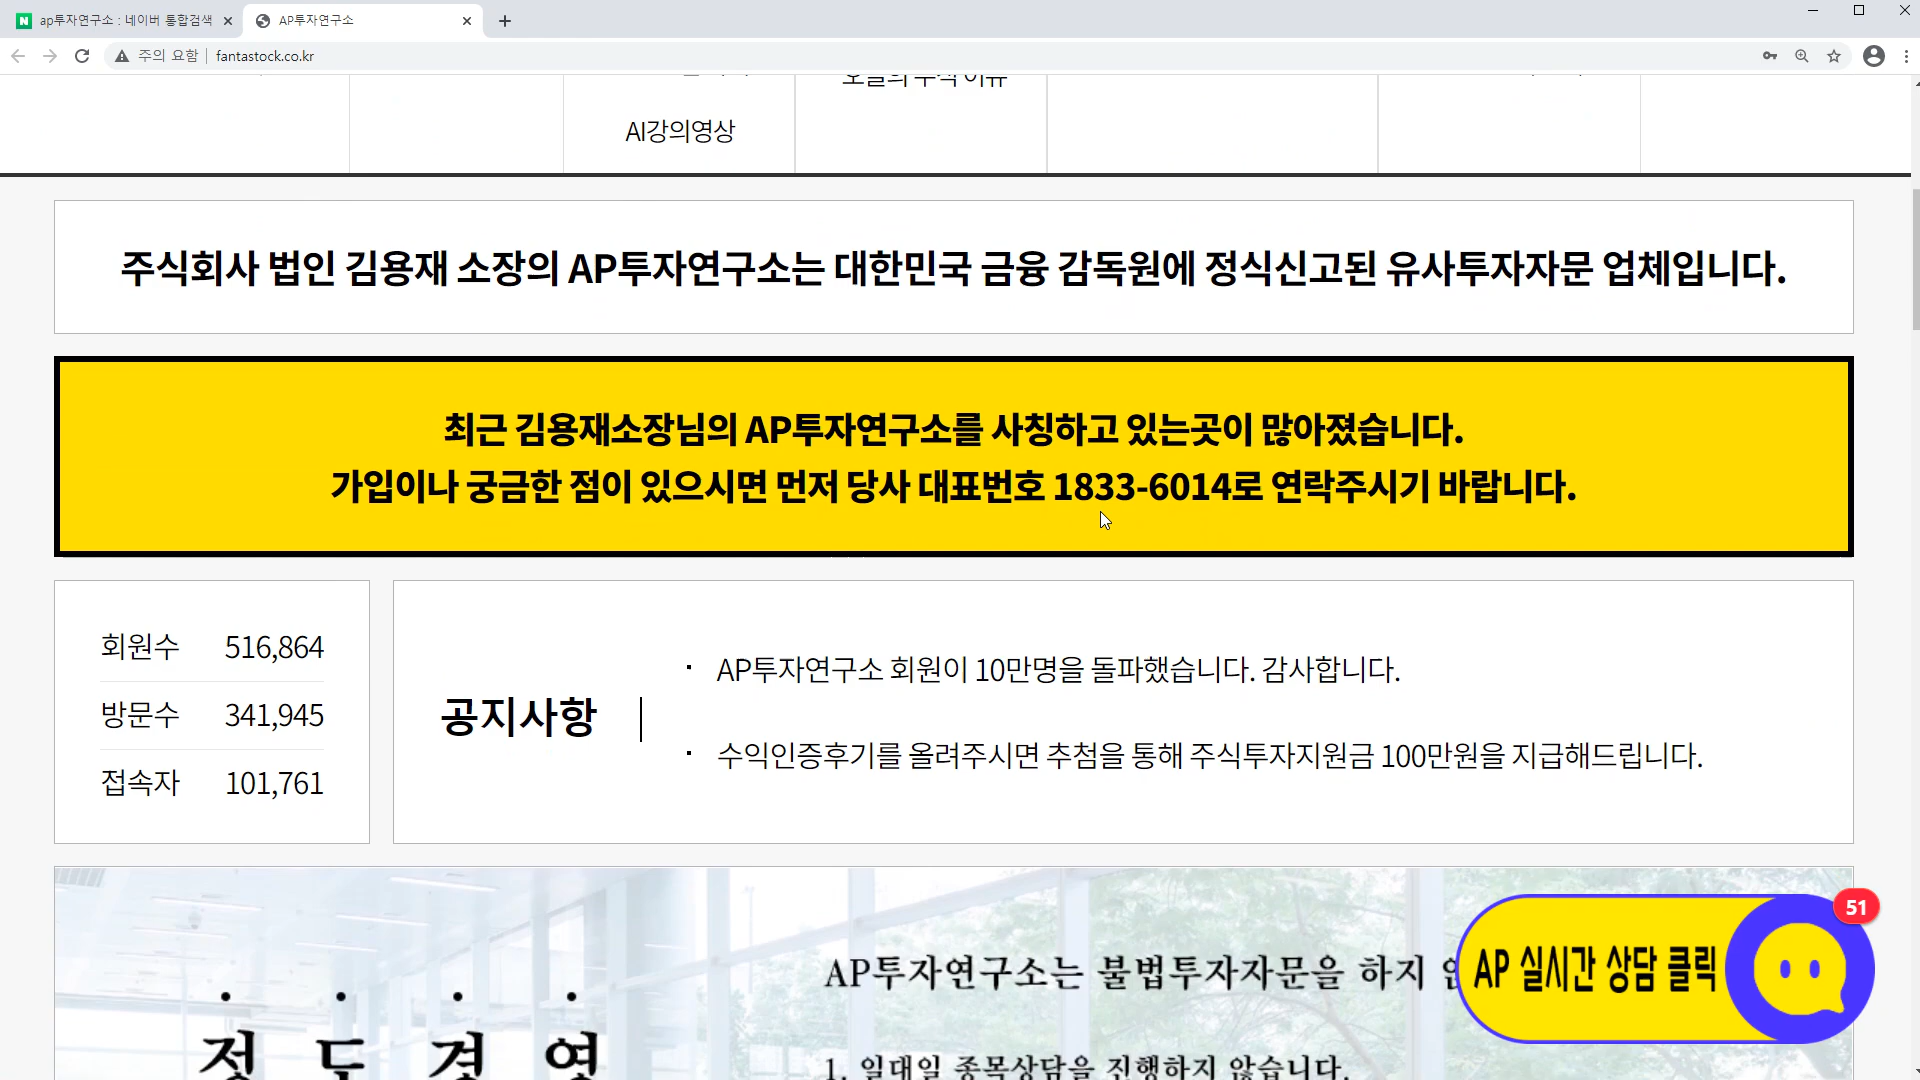 ap투자연구소 : 네이버 통합검색
AP투자연구소
주의 요함
fantastock.co.kr
오늘의 주식 이슈
AI강의영상
주식회사 법인 김용재 소장의 AP투자연구소는 대한민국 금융 감독원에 정식신고된 유사투자자문 업체입니다.
최근 김용재소장님의 AP투자연구소를 사칭하고 있는곳이 많아졌습니다.
가입이나 궁금한 점이 있으시면 먼저 당사 대표번호 1833-6014로 연락주시기 바랍니다.
회원수 516,864
방문수 341,945
접속자 101,761
공지사항
· AP투자연구소 회원이 10만명을 돌파했습니다. 감사합니다.
· 수익인증후기를 올려주시면 추첨을 통해 주식투자지원금 100만원을 지급해드립니다.
51
AP 실시간 상담 클릭
AP투자연구소는 불법투자자문을 하지
정도경영
1. 일대일 종목상담을 진행하지 않습니다.